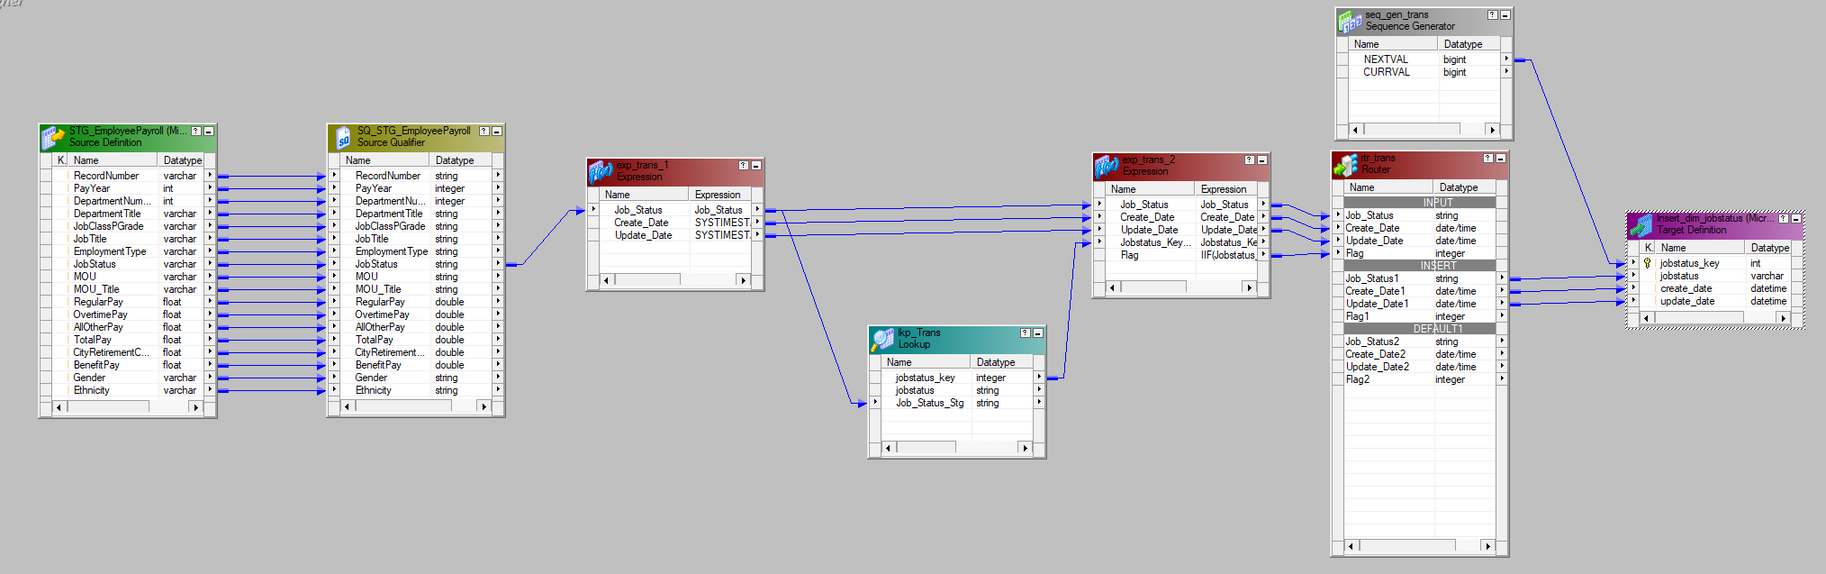 STG_EmployeePayroll (Mi...
Source Definition
K. Name Datatype
RecordNumber varchar
PayYear int
DepartmentNum... int
DepartmentTitle varchar
JobClassPGrade varchar
JobTitle varchar
EmploymentType varchar
JobStatus varchar
MOU varchar
MOU_Title varchar
RegularPay float
OvertimePay float
AllOtherPay float
TotalPay float
CityRetirementC... float
BenefitPay float
Gender varchar
Ethnicity varchar
SQ_STG_EmployeePayroll
Source Qualifier
Name Datatype
RecordNumber string
PayYear integer
DepartmentNu... integer
DepartmentTitle string
JobClassPGrade string
JobTitle string
EmploymentType string
JobStatus string
MOU string
MOU_Title string
RegularPay double
OvertimePay double
AllOtherPay double
TotalPay double
CityRetirement... double
BenefitPay double
Gender string
Ethnicity string
exp_trans_1
Expression
Name Expression
Job_Status Job_Status
Create_Date SYSTIMEST.
Update_Date SYSTIMEST.
lkp_Trans
Lookup
Name Datatype
jobstatus_key integer
jobstatus string
Job_Status_Stg string
exp_trans_2
Expression
Name Expression
Job_Status Job_Status
Create_Date Create_Date
Update_Date Update_Date
Jobstatus_Key... Jobstatus_Ke
Flag IIF(Jobstatus_
seq_gen_trans
Sequence Generator
Name Datatype
NEXTVAL bigint
CURRVAL bigint
rtr_trans
Router
Name Datatype
INPUT
Job_Status string
Create_Date date/time
Update_Date date/time
Flag integer
INSERT
Job_Status1 string
Create_Date1 date/time
Update_Date1 date/time
Flag1 integer
DEFAULT1
Job_Status2 string
Create_Date2 date/time
Update_Date2 date/time
Flag2 integer
Insert_dim_jobstatus (Micr...
Target Definition
K. Name Datatype
jobstatus_key int
jobstatus varchar
create_date datetime
update_date datetime